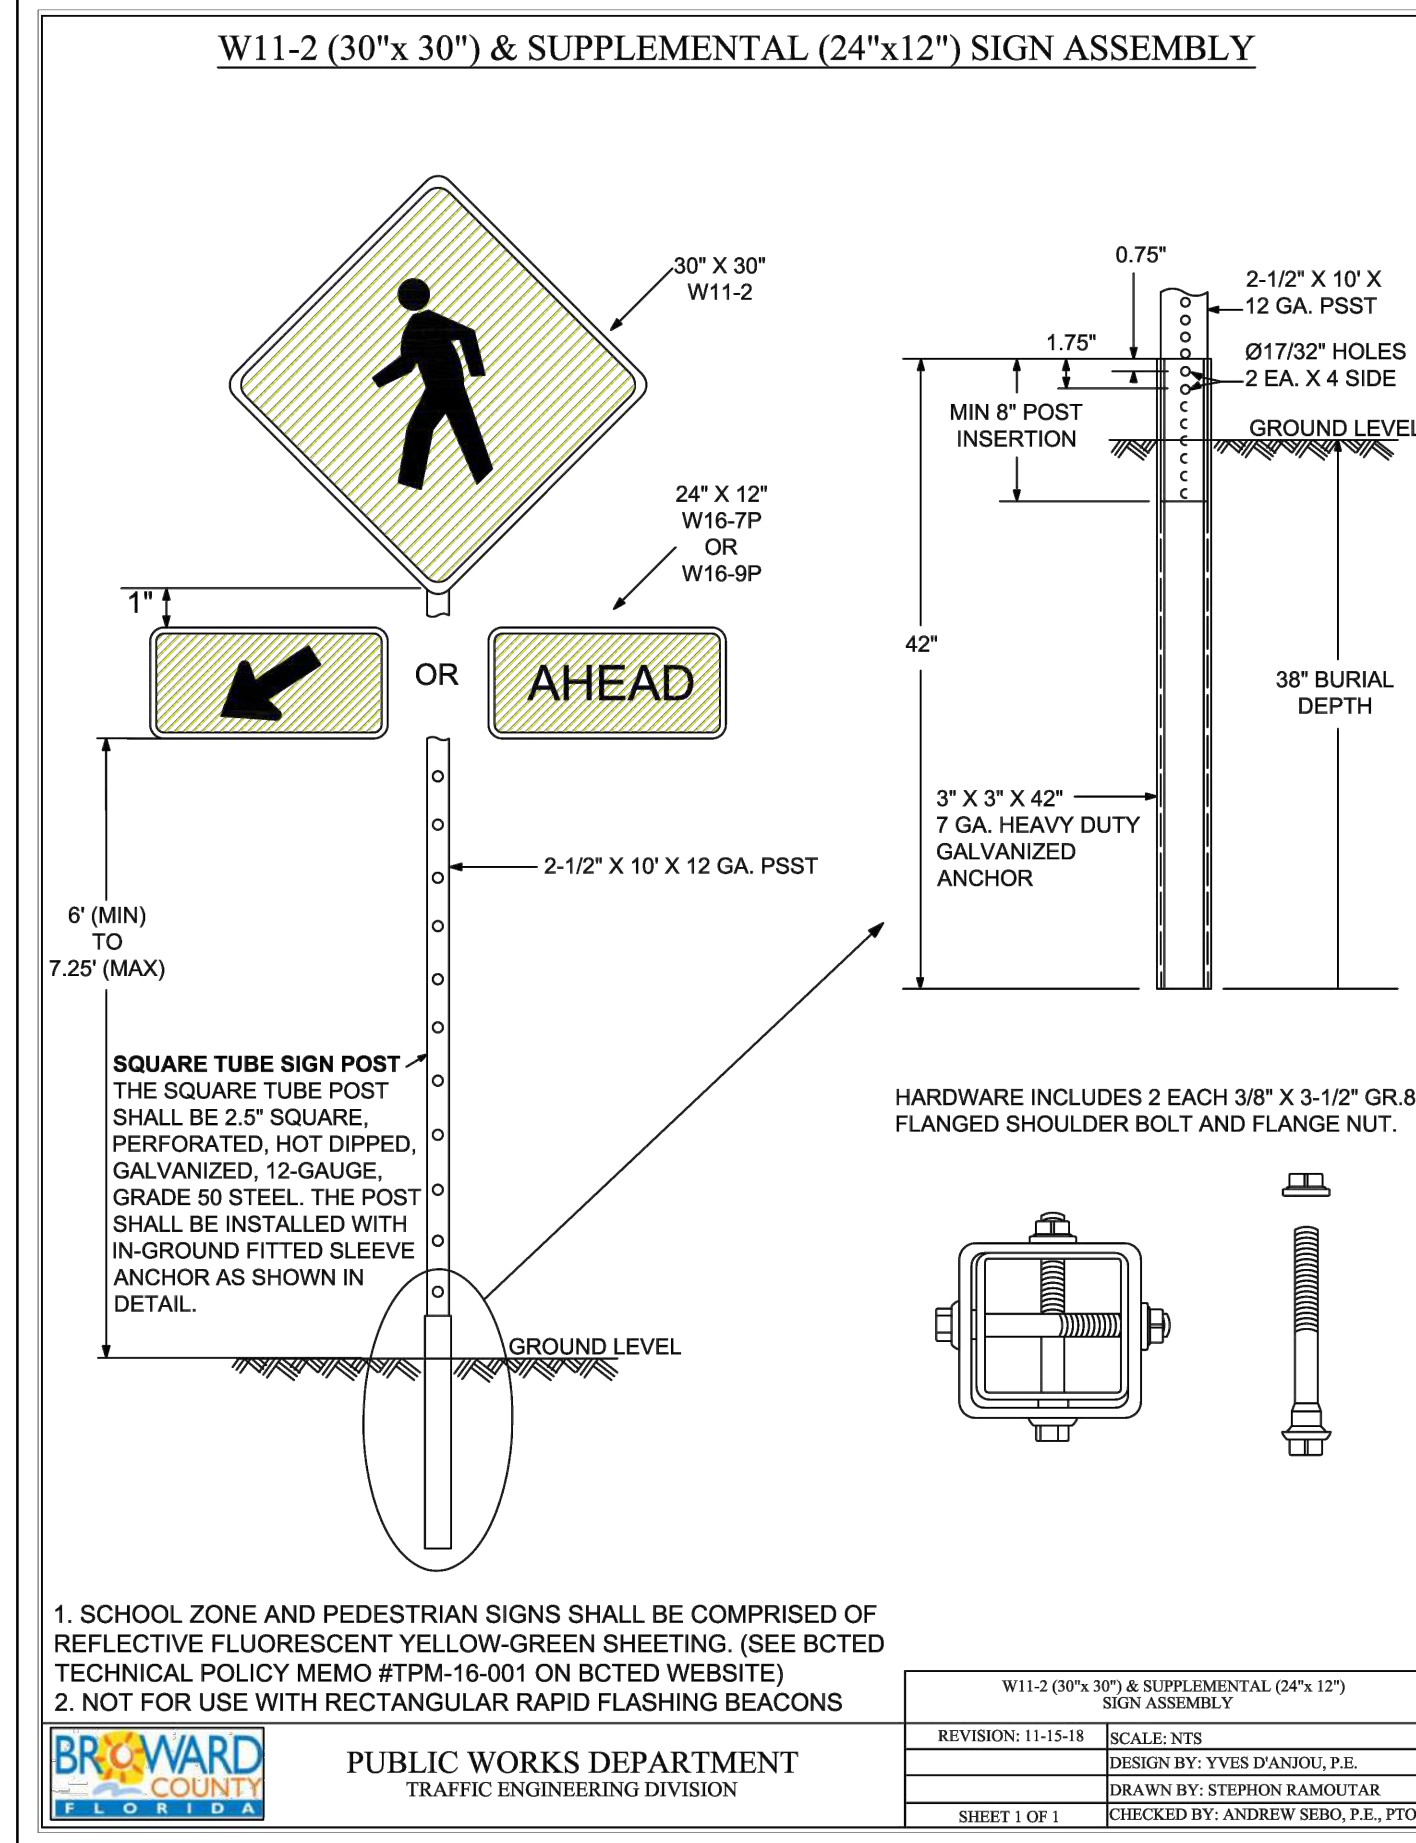 W11-2 (30"x 30") & SUPPLEMENTAL (24"x12") SIGN ASSEMBLY
30" X 30"
W11-2
24" X 12"
W16-7P
OR
W16-9P
1"
OR
AHEAD
2-1/2" X 10' X 12 GA. PSST
6' (MIN)
TO
7.25' (MAX)
SQUARE TUBE SIGN POST
THE SQUARE TUBE POST
SHALL BE 2.5" SQUARE,
PERFORATED, HOT DIPPED,
GALVANIZED, 12-GAUGE,
GRADE 50 STEEL. THE POST
SHALL BE INSTALLED WITH
IN-GROUND FITTED SLEEVE
ANCHOR AS SHOWN IN
DETAIL.
GROUND LEVEL
0.75"
2-1/2" X 10' X
12 GA. PSST
1.75"
Ø17/32" HOLES
2 EA. X 4 SIDE
MIN 8" POST
INSERTION
GROUND LEVEL
42"
38" BURIAL
DEPTH
3" X 3" X 42"
7 GA. HEAVY DUTY
GALVANIZED
ANCHOR
HARDWARE INCLUDES 2 EACH 3/8" X 3-1/2" GR.8
FLANGED SHOULDER BOLT AND FLANGE NUT.
1. SCHOOL ZONE AND PEDESTRIAN SIGNS SHALL BE COMPRISED OF
REFLECTIVE FLUORESCENT YELLOW-GREEN SHEETING. (SEE BCTED
TECHNICAL POLICY MEMO #TPM-16-001 ON BCTED WEBSITE)
2. NOT FOR USE WITH RECTANGULAR RAPID FLASHING BEACONS
BROWARD
COUNTY
FLORIDA
PUBLIC WORKS DEPARTMENT
TRAFFIC ENGINEERING DIVISION
W11-2 (30"x 30") & SUPPLEMENTAL (24"x 12")
SIGN ASSEMBLY
REVISION: 11-15-18
SCALE: NTS
DESIGN BY: YVES D'ANJOU, P.E.
DRAWN BY: STEPHON RAMOUTAR
SHEET 1 OF 1
CHECKED BY: ANDREW SEBO, P.E., PTO